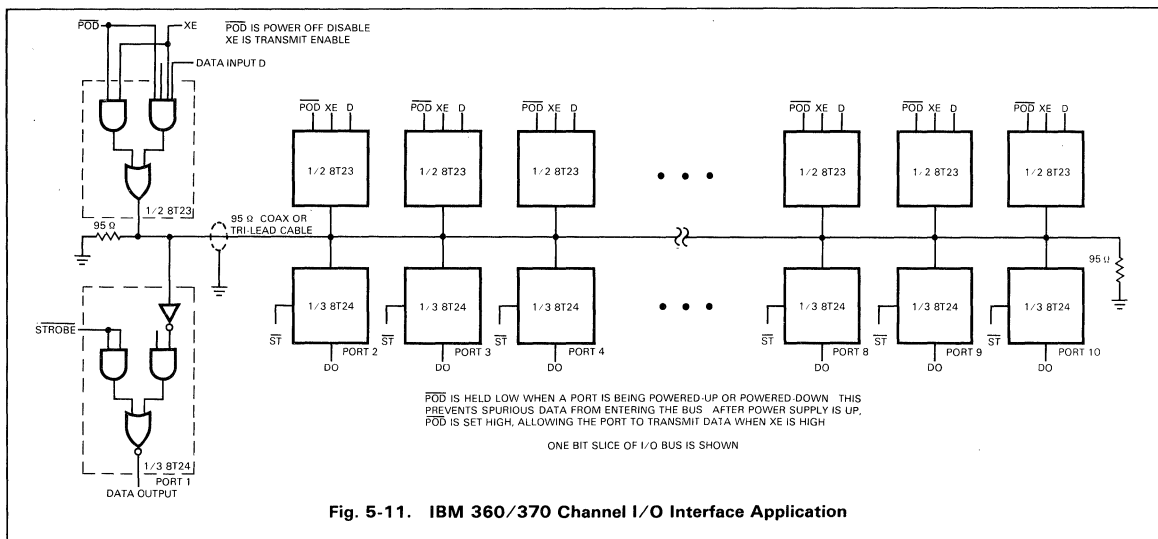 POD XE
POD IS POWER OFF DISABLE
XE IS TRANSMIT ENABLE
DATA INPUT D
1/2 8T23
95 Ω
95 Ω COAX OR
TRI-LEAD CABLE
STROBE
1/3 8T24
PORT 1
DATA OUTPUT
POD XE D
POD XE D
POD XE D
POD XE D
POD XE D
POD XE D
1/2 8T23
1/2 8T23
1/2 8T23
1/2 8T23
1/2 8T23
1/2 8T23
95 Ω
1/3 8T24
1/3 8T24
1/3 8T24
1/3 8T24
1/3 8T24
1/3 8T24
ST
ST
ST
ST
ST
ST
PORT 2
PORT 3
PORT 4
PORT 8
PORT 9
PORT 10
DO
DO
DO
DO
DO
DO
POD IS HELD LOW WHEN A PORT IS BEING POWERED-UP OR POWERED-DOWN THIS
PREVENTS SPURIOUS DATA FROM ENTERING THE BUS AFTER POWER SUPPLY IS UP,
POD IS SET HIGH, ALLOWING THE PORT TO TRANSMIT DATA WHEN XE IS HIGH
ONE BIT SLICE OF I/O BUS IS SHOWN
Fig. 5-11. IBM 360/370 Channel I/O Interface Application